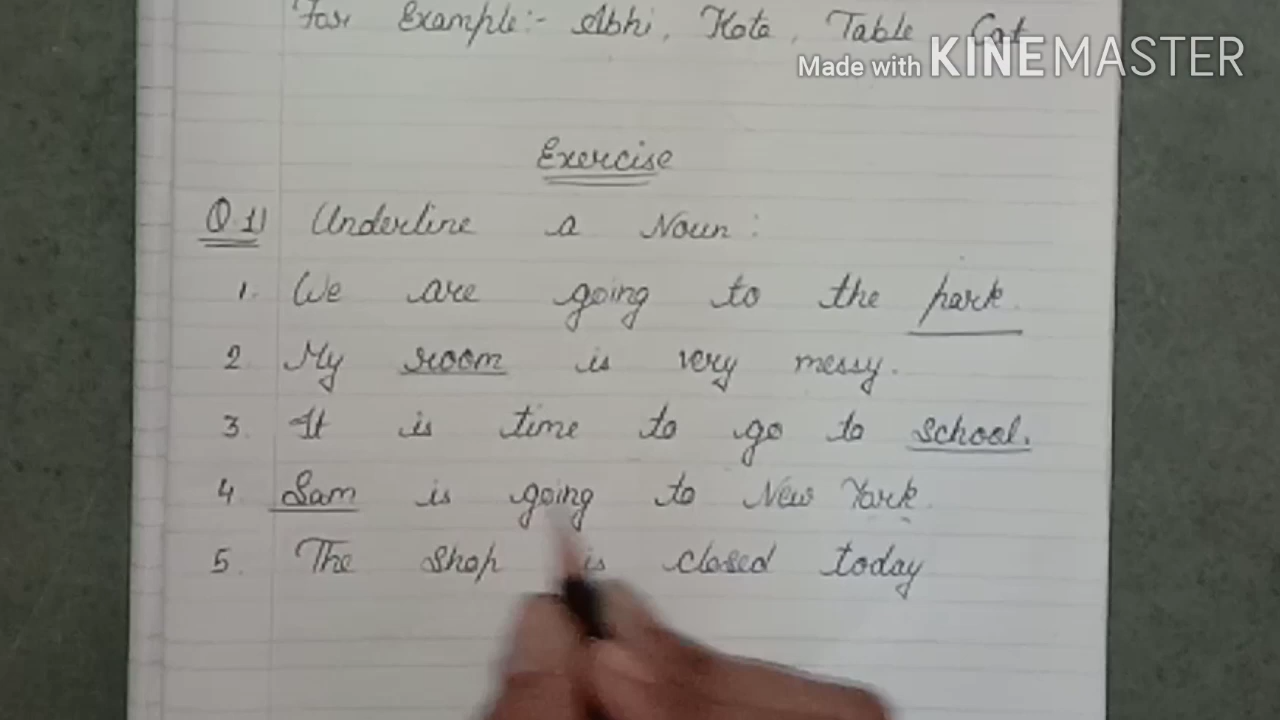 For Example:- Abhi, Kota, Table Cat
Made with KINEMASTER
Exercise
Q.1) Underline a Noun:
1. We are going to the park.
2. My room is very messy.
3. It is time to go to school.
4 Sam is going to New York.
5. The shop is closed today